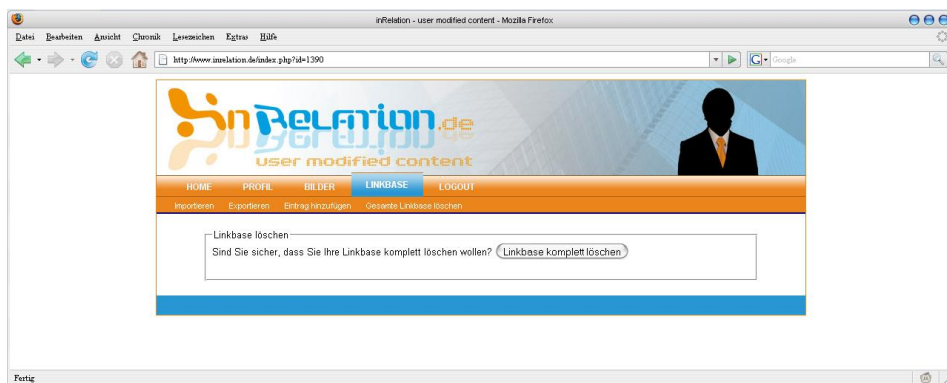 inRelation - user modified content - Mozilla Firefox
Datei Bearbeiten Ansicht Chronik Lesezeichen Extras Hilfe
http://www.inrelation.de/index.php?id=1390
G Google
inRelation.de
user modified content
HOME PROFIL BILDER LINKBASE LOGOUT
Importieren Exportieren Eintrag hinzufügen Gesamte Linkbase löschen
Linkbase löschen
Sind Sie sicher, dass Sie Ihre Linkbase komplett löschen wollen? Linkbase komplett löschen
Fertig